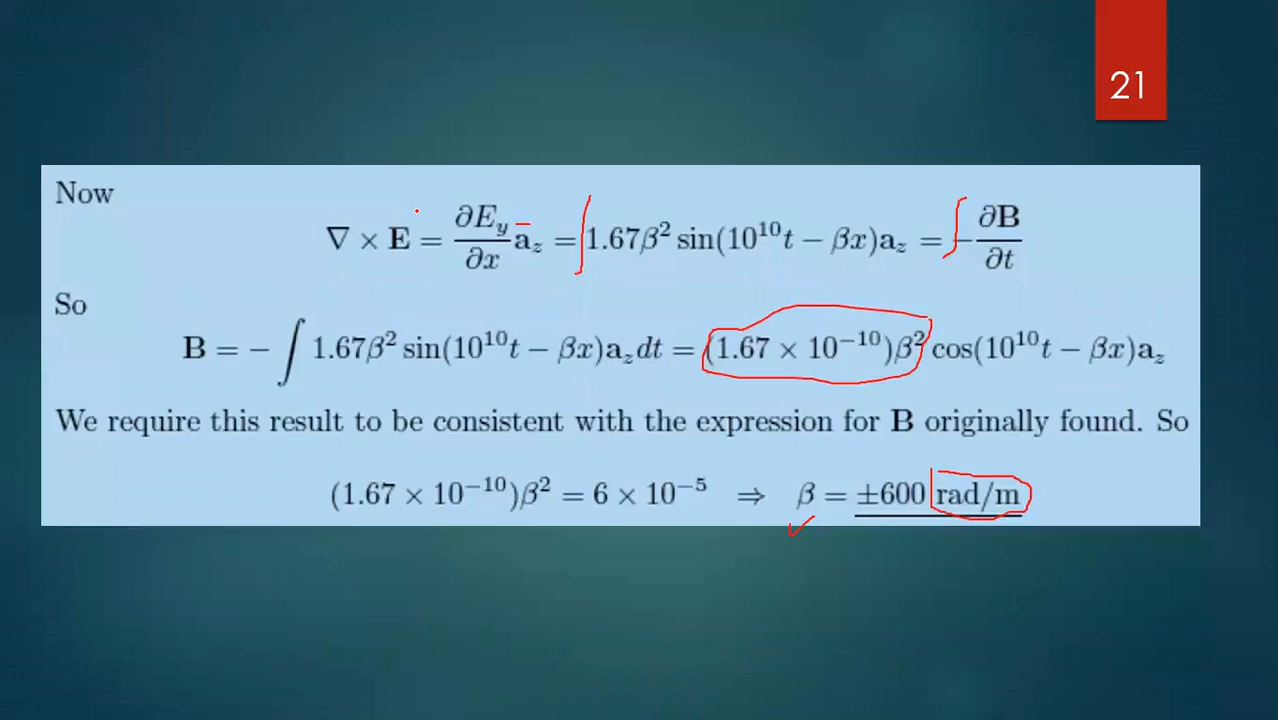 21
Now
∇ × E = ∂E_y/∂x a_z = 1.67β² sin(10¹⁰t − βx)a_z = −∂B/∂t
So
B = − ∫ 1.67β² sin(10¹⁰t − βx)a_z dt = (1.67 × 10⁻¹⁰)β² cos(10¹⁰t − βx)a_z
We require this result to be consistent with the expression for B originally found. So
(1.67 × 10⁻¹⁰)β² = 6 × 10⁻⁵ ⇒ β = ±600 rad/m